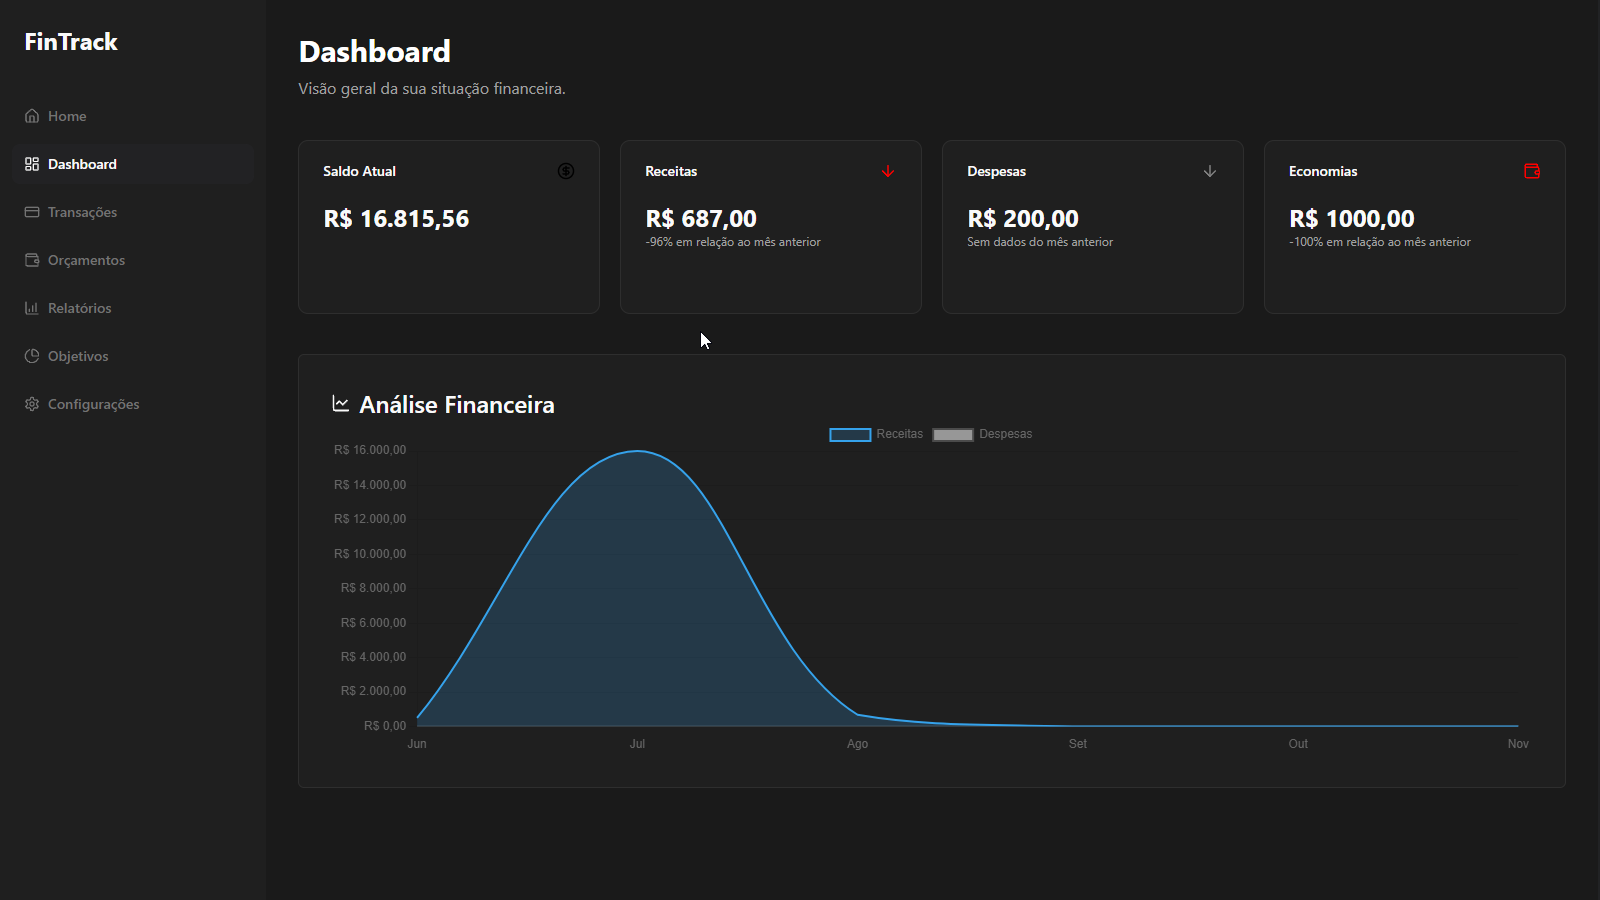 FinTrack
Home
Dashboard
Transações
Orçamentos
Relatórios
Objetivos
Configurações
Dashboard
Visão geral da sua situação financeira.
Saldo Atual
R$ 16.815,56
Receitas
R$ 687,00
-96% em relação ao mês anterior
Despesas
R$ 200,00
Sem dados do mês anterior
Economias
R$ 1000,00
-100% em relação ao mês anterior
Análise Financeira
Receitas Despesas
R$ 16.000,00
R$ 14.000,00
R$ 12.000,00
R$ 10.000,00
R$ 8.000,00
R$ 6.000,00
R$ 4.000,00
R$ 2.000,00
R$ 0,00
Jun Jul Ago Set Out Nov